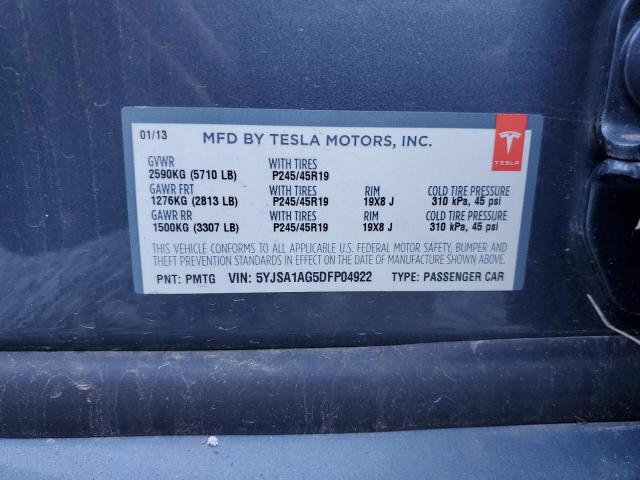 01/13 MFD BY TESLA MOTORS, INC.
TESLA
GVWR WITH TIRES
2590KG (5710 LB) P245/45R19
GAWR FRT WITH TIRES RIM COLD TIRE PRESSURE
1276KG (2813 LB) P245/45R19 19X8 J 310 kPa, 45 psi
GAWR RR WITH TIRES RIM COLD TIRE PRESSURE
1500KG (3307 LB) P245/45R19 19X8 J 310 kPa, 45 psi
THIS VEHICLE CONFORMS TO ALL APPLICABLE U.S. FEDERAL MOTOR SAFETY, BUMPER AND
THEFT PREVENTION STANDARDS IN EFFECT ON THE DATE OF MANUFACTURE SHOWN ABOVE.
PNT: PMTG VIN: 5YJSA1AG5DFP04922 TYPE: PASSENGER CAR